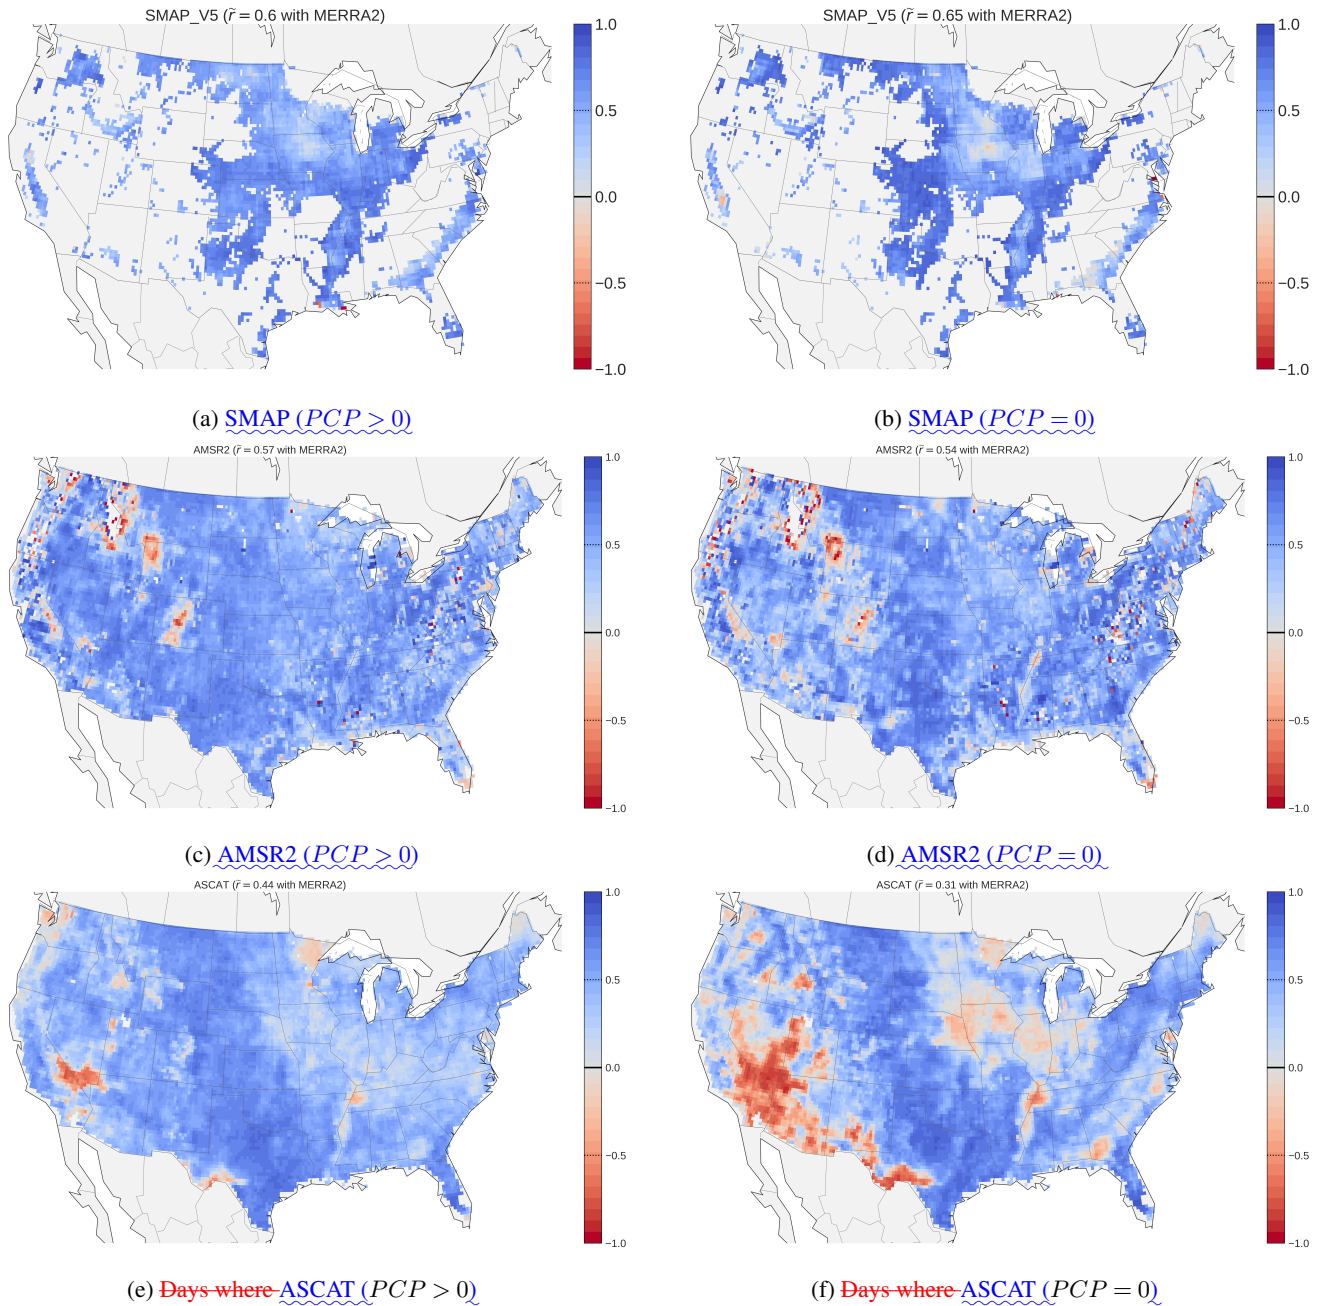 SMAP_V5 (r̃ = 0.6 with MERRA2)
1.0
0.5
0.0
−0.5
−1.0
SMAP_V5 (r̃ = 0.65 with MERRA2)
1.0
0.5
0.0
−0.5
−1.0
(a) SMAP (PCP > 0)
(b) SMAP (PCP = 0)
AMSR2 (r̃ = 0.57 with MERRA2)
1.0
0.5
0.0
−0.5
−1.0
AMSR2 (r̃ = 0.54 with MERRA2)
1.0
0.5
0.0
−0.5
−1.0
(c) AMSR2 (PCP > 0)
(d) AMSR2 (PCP = 0)
ASCAT (r̃ = 0.44 with MERRA2)
1.0
0.5
0.0
−0.5
−1.0
ASCAT (r̃ = 0.31 with MERRA2)
1.0
0.5
0.0
−0.5
−1.0
(e) Days where ASCAT (PCP > 0)
(f) Days where ASCAT (PCP = 0)